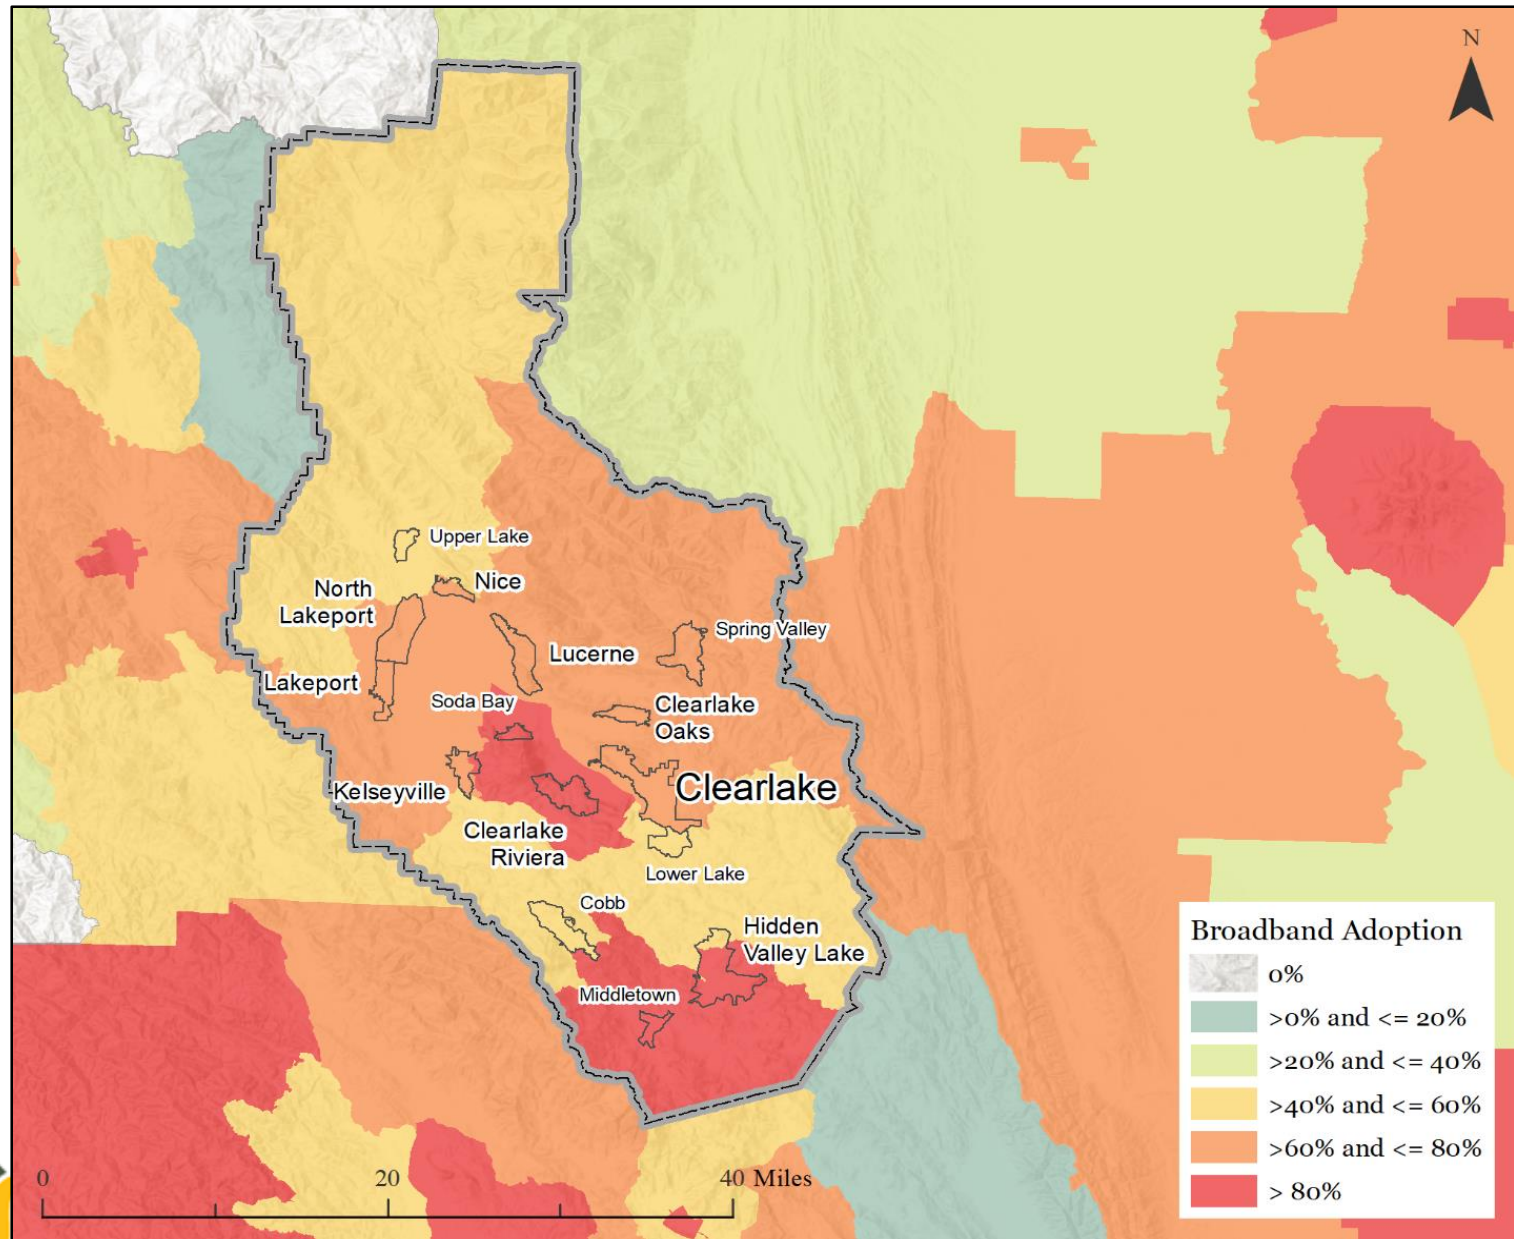 N
Upper Lake
Nice
North
Lakeport
Spring Valley
Lucerne
Lakeport
Soda Bay
Clearlake
Oaks
Clearlake
Kelseyville
Clearlake
Riviera
Lower Lake
Cobb
Hidden
Valley Lake
Middletown
Broadband Adoption
0%
>0% and <= 20%
>20% and <= 40%
>40% and <= 60%
>60% and <= 80%
> 80%
0 20 40 Miles